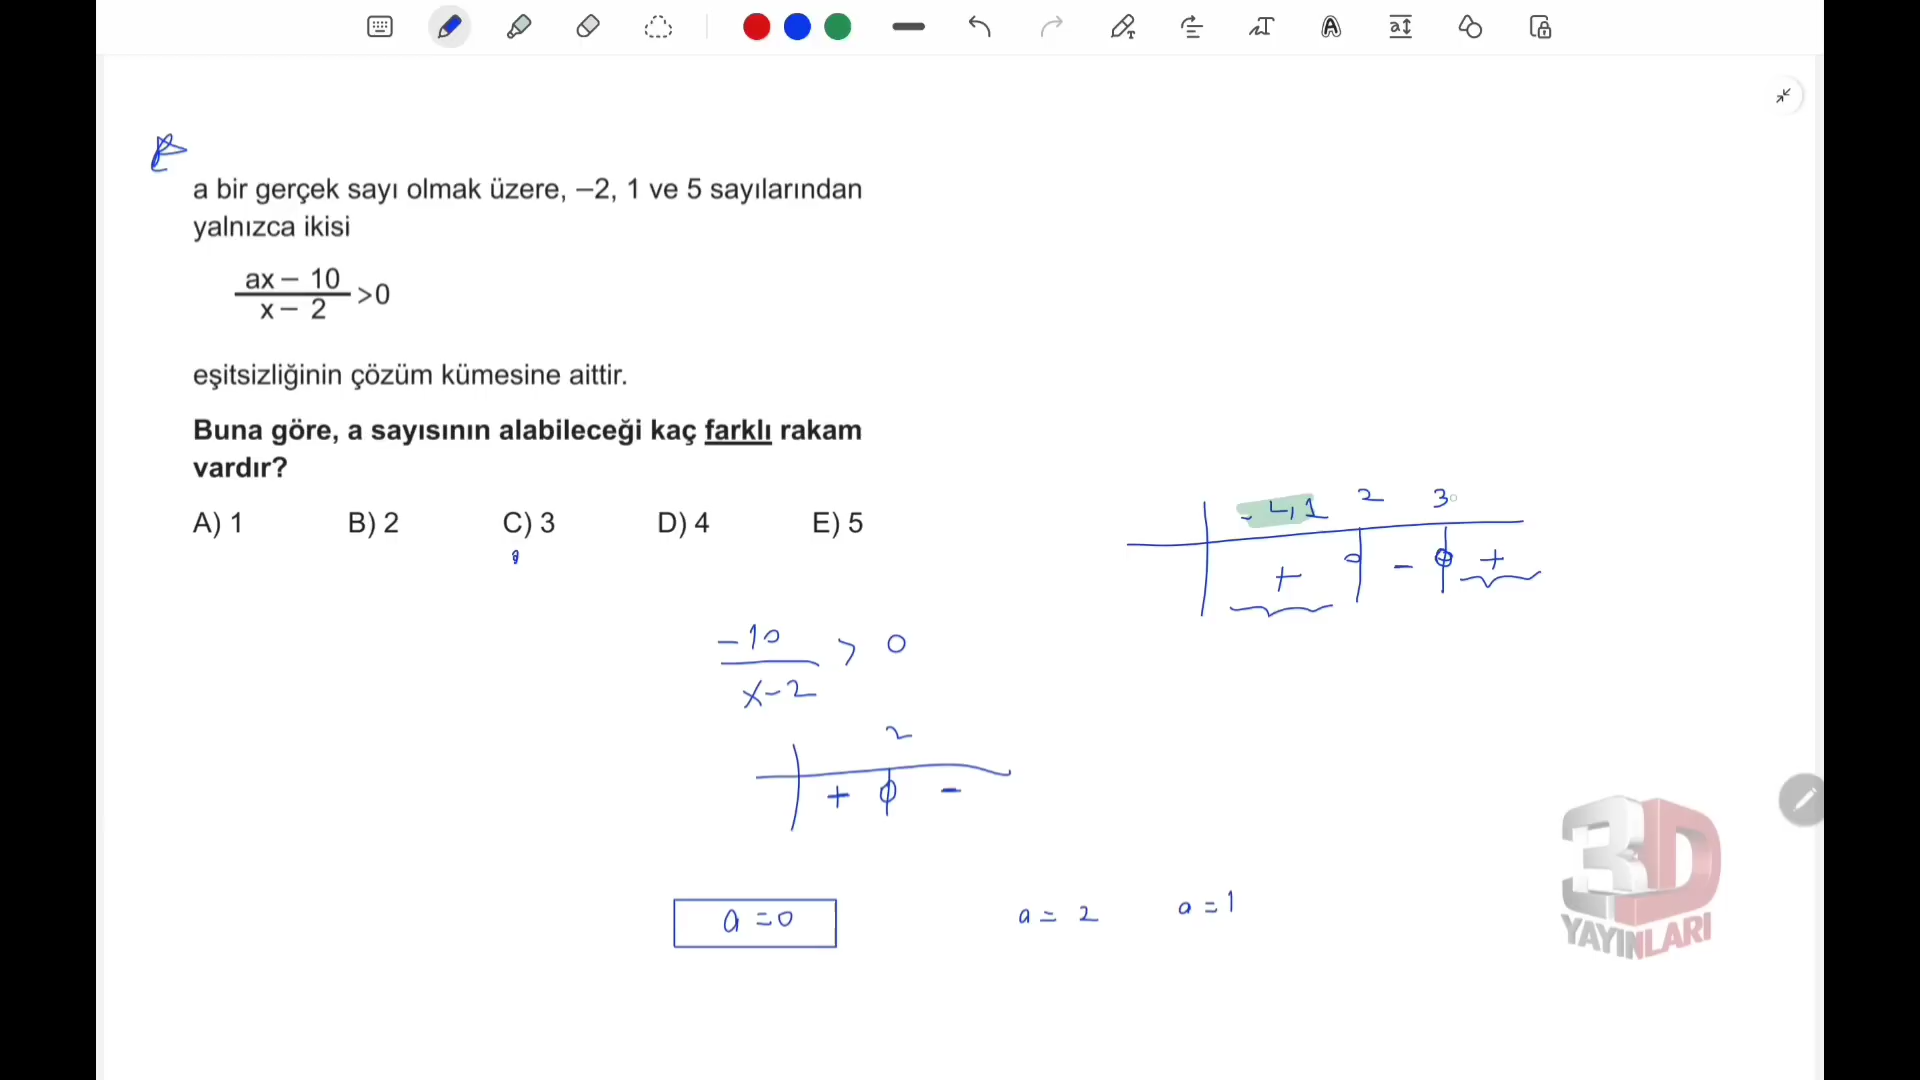 a bir gerçek sayı olmak üzere, –2, 1 ve 5 sayılarından
yalnızca ikisi
ax – 10
x – 2
>0
eşitsizliğinin çözüm kümesine aittir.
Buna göre, a sayısının alabileceği kaç farklı rakam
vardır?
A) 1 B) 2 C) 3 D) 4 E) 5
2 3
+ - +
-10
x-2
> 0
2
+ -
a = 0 a = 2 a = 1
3D
YAYINLARI